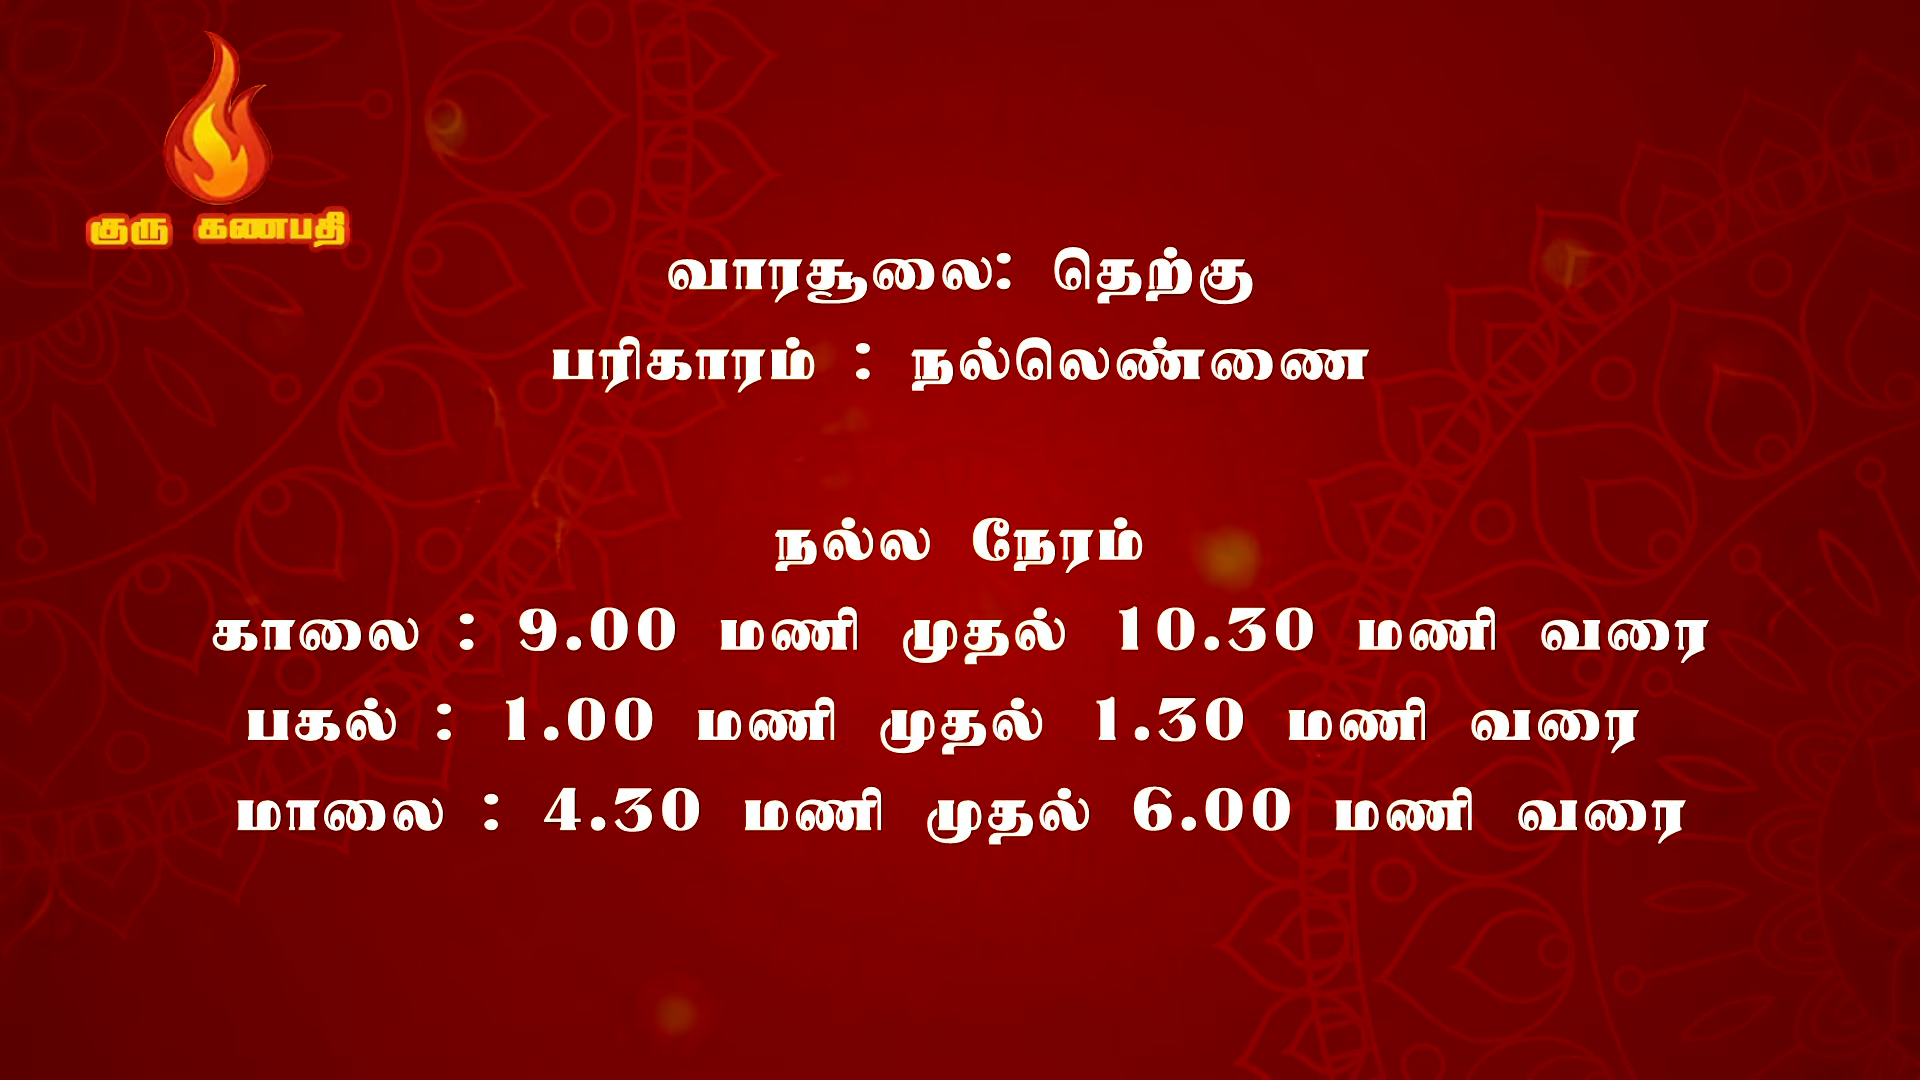 குரு கணபதி
வாரசூலை: தெற்கு
பரிகாரம் : நல்லெண்ணை
நல்ல நேரம்
காலை : 9.00 மணி முதல் 10.30 மணி வரை
பகல் : 1.00 மணி முதல் 1.30 மணி வரை
மாலை : 4.30 மணி முதல் 6.00 மணி வரை